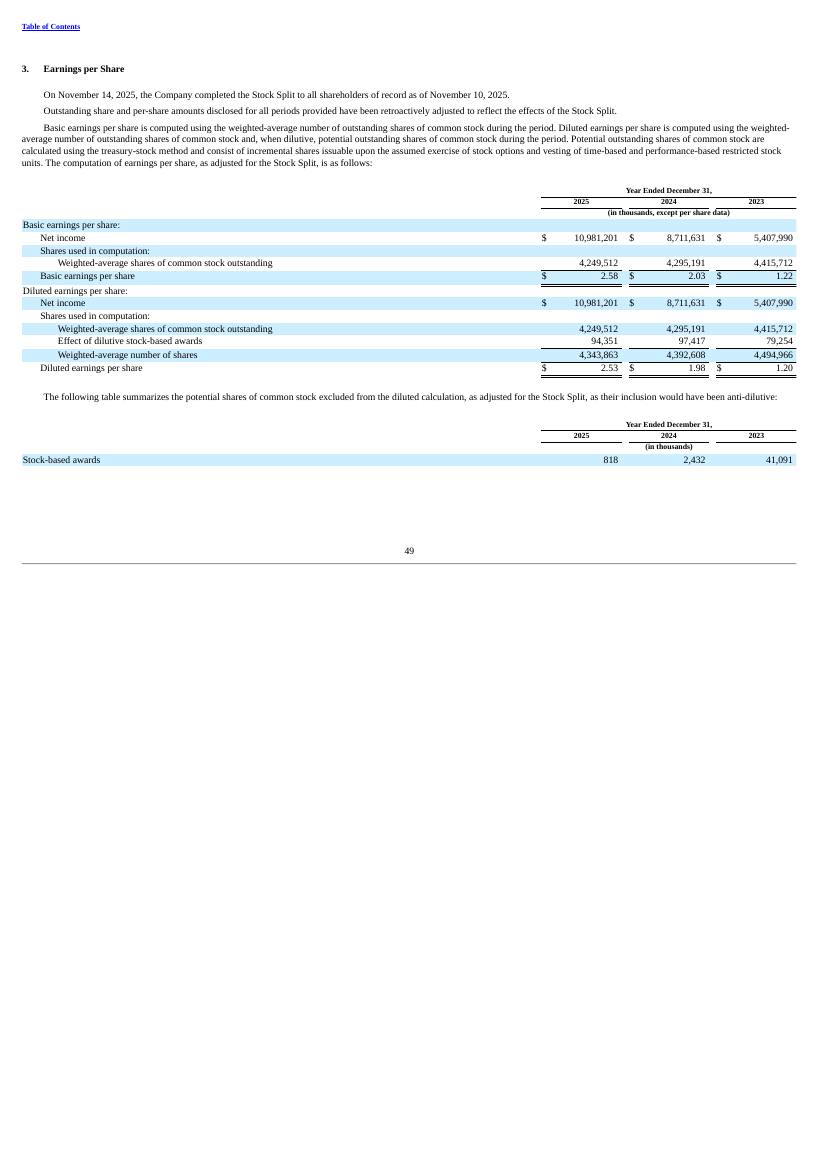 Table of Contents
3. Earnings per Share
On November 14, 2025, the Company completed the Stock Split to all shareholders of record as of November 10, 2025.
Outstanding share and per-share amounts disclosed for all periods provided have been retroactively adjusted to reflect the effects of the Stock Split.
Basic earnings per share is computed using the weighted-average number of outstanding shares of common stock during the period. Diluted earnings per share is computed using the weighted-
average number of outstanding shares of common stock and, when dilutive, potential outstanding shares of common stock during the period. Potential outstanding shares of common stock are
calculated using the treasury-stock method and consist of incremental shares issuable upon the assumed exercise of stock options and vesting of time-based and performance-based restricted stock
units. The computation of earnings per share, as adjusted for the Stock Split, is as follows:
Year Ended December 31,
2025 2024 2023
(in thousands, except per share data)
Basic earnings per share:
Net income $ 10,981,201 $ 8,711,631 $ 5,407,990
Shares used in computation:
Weighted-average shares of common stock outstanding 4,249,512 4,295,191 4,415,712
Basic earnings per share $ 2.58 $ 2.03 $ 1.22
Diluted earnings per share:
Net income $ 10,981,201 $ 8,711,631 $ 5,407,990
Shares used in computation:
Weighted-average shares of common stock outstanding 4,249,512 4,295,191 4,415,712
Effect of dilutive stock-based awards 94,351 97,417 79,254
Weighted-average number of shares 4,343,863 4,392,608 4,494,966
Diluted earnings per share $ 2.53 $ 1.98 $ 1.20
The following table summarizes the potential shares of common stock excluded from the diluted calculation, as adjusted for the Stock Split, as their inclusion would have been anti-dilutive:
Year Ended December 31,
2025 2024 2023
(in thousands)
Stock-based awards 818 2,432 41,091
49